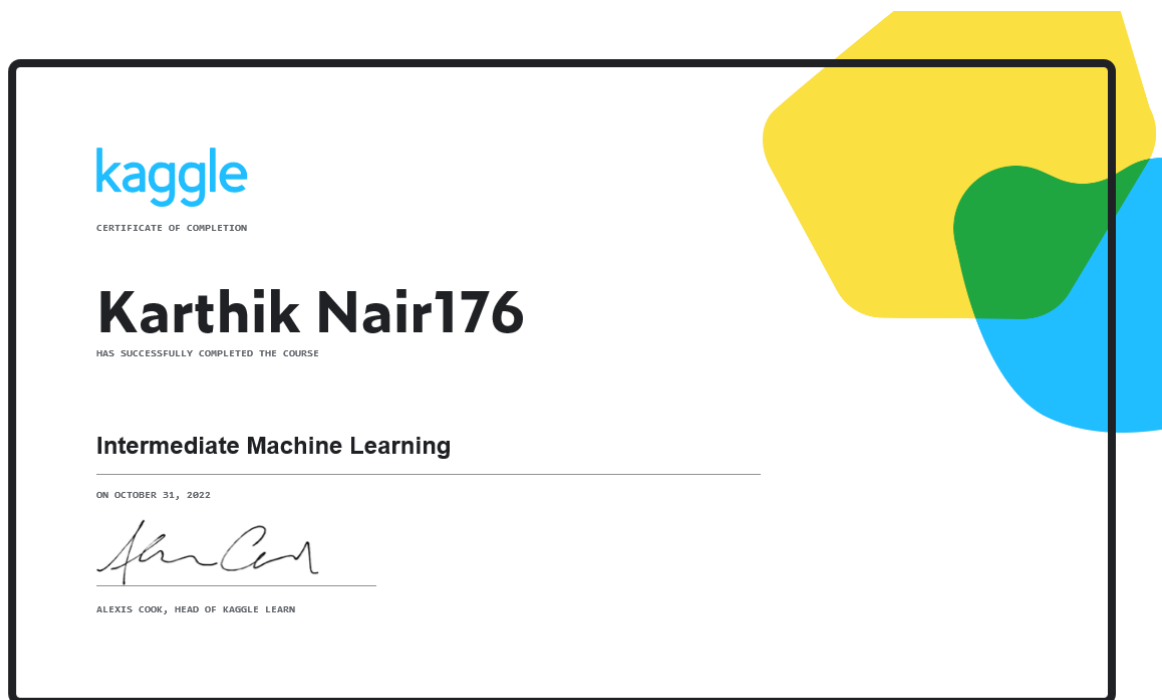 kaggle
CERTIFICATE OF COMPLETION
Karthik Nair176
HAS SUCCESSFULLY COMPLETED THE COURSE
Intermediate Machine Learning
ON OCTOBER 31, 2022
ALEXIS COOK, HEAD OF KAGGLE LEARN